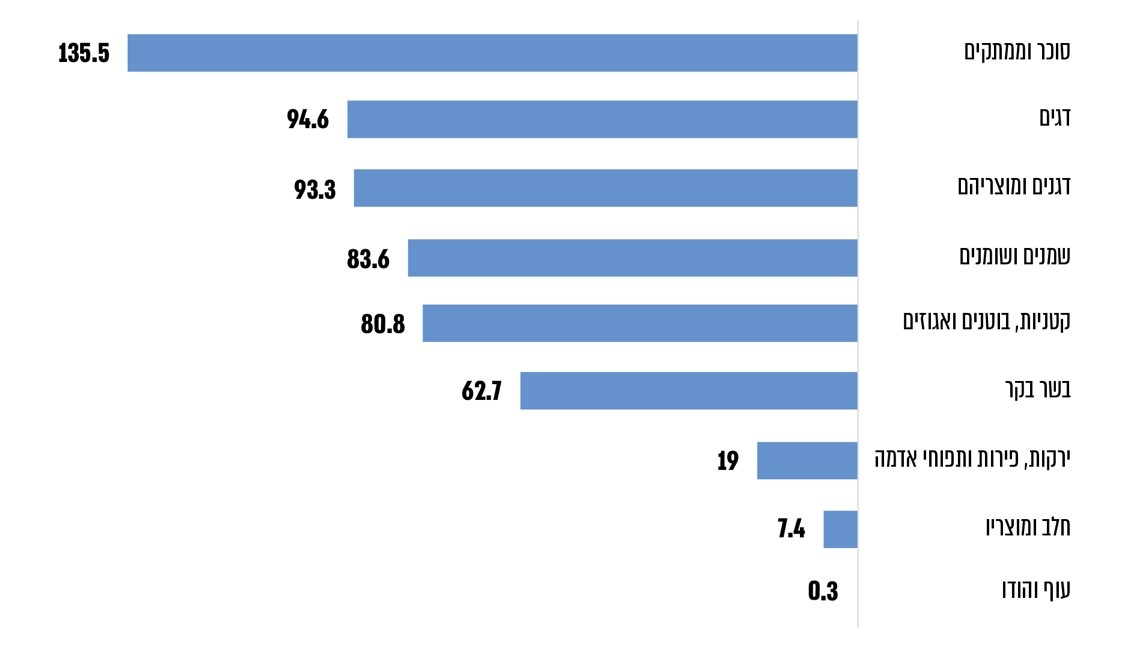 סוכר וממתקים 135.5
דגים 94.6
דגנים ומוצריהם 93.3
שמנים ושומנים 83.6
קטניות, בוטנים ואגוזים 80.8
בשר בקר 62.7
ירקות, פירות ותפוחי אדמה 19
חלב ומוצריו 7.4
עוף והודו 0.3